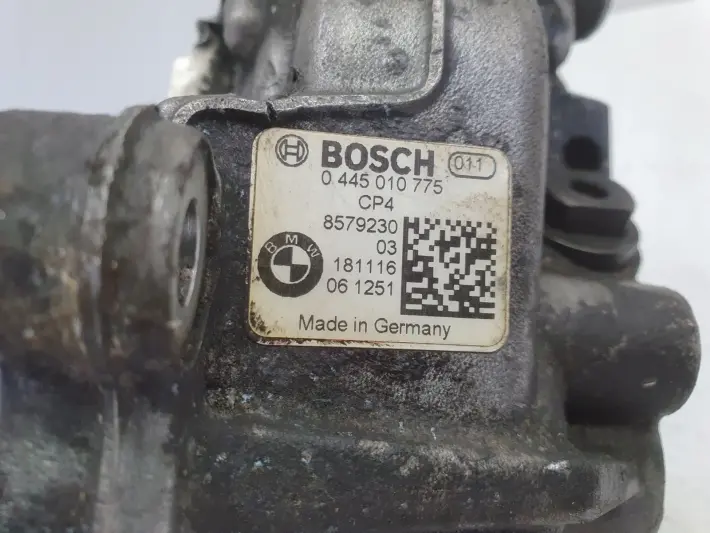 BOSCH 011
0 445 010 775
CP4
8579230
03
BMW
181116
06 1251
Made in Germany